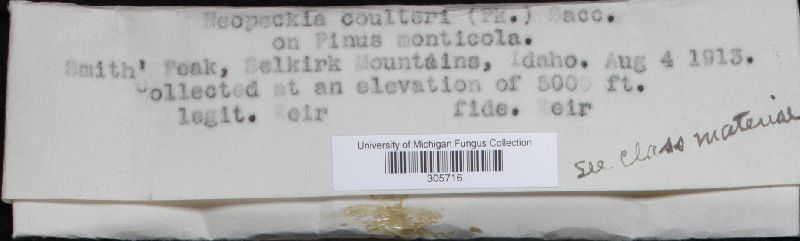 Neopeckia coulteri (Pk.) Sacc.
on Pinus monticola.
Smith' Peak, Selkirk Mountains, Idaho. Aug 4 1913.
Collected at an elevation of 5000 ft.
legit. Weir fide. Weir
University of Michigan Fungus Collection
305716
see class material